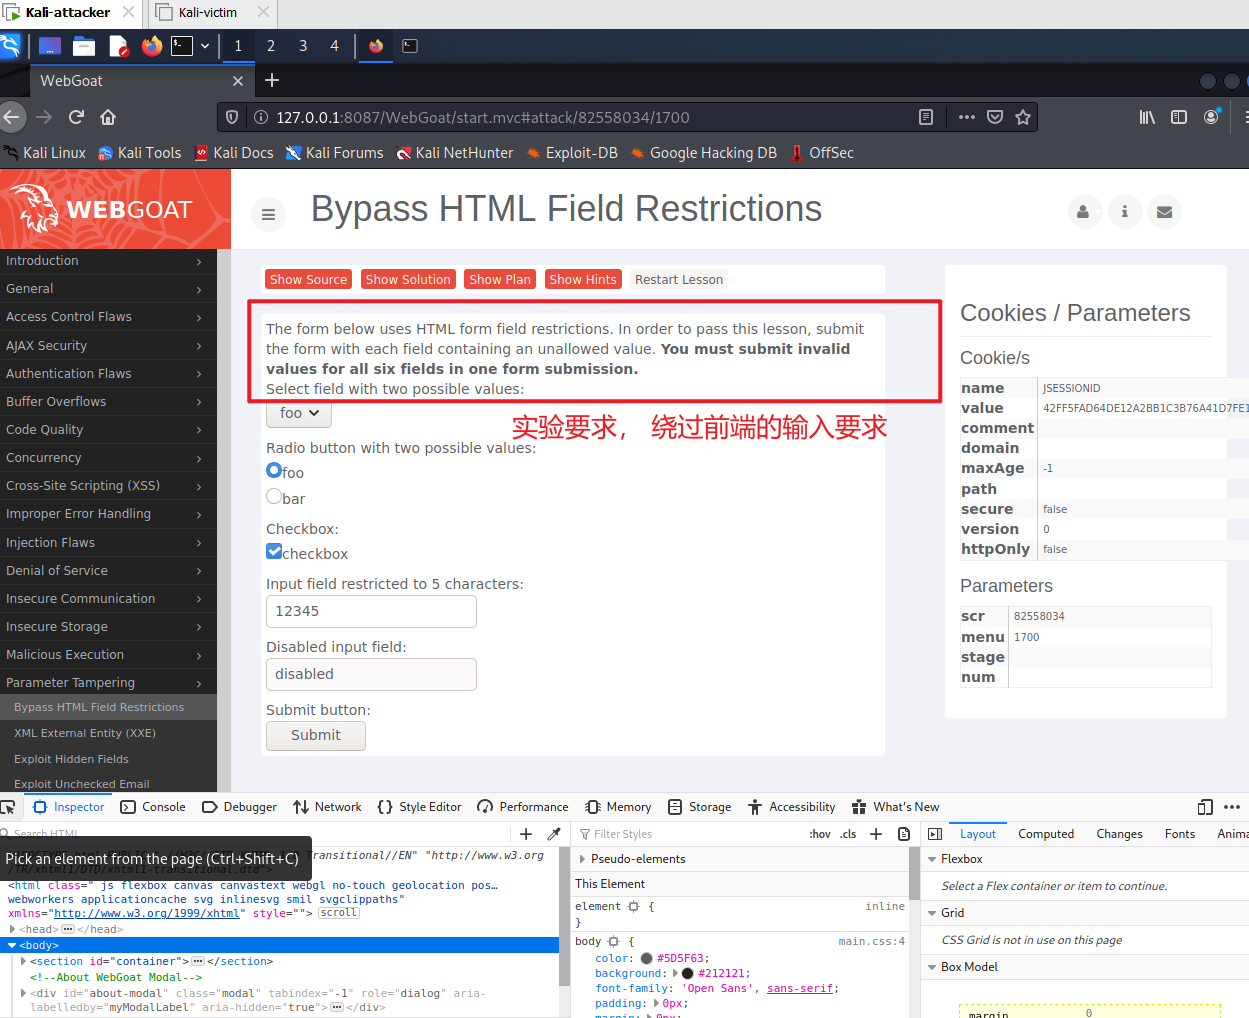 Kali-attacker
Kali-victim
1 2 3 4
WebGoat
127.0.0.1:8087/WebGoat/start.mvc#attack/82558034/1700
Kali Linux Kali Tools Kali Docs Kali Forums Kali NetHunter Exploit-DB Google Hacking DB OffSec
WEBGOAT
Bypass HTML Field Restrictions
Introduction
General
Access Control Flaws
AJAX Security
Authentication Flaws
Buffer Overflows
Code Quality
Concurrency
Cross-Site Scripting (XSS)
Improper Error Handling
Injection Flaws
Denial of Service
Insecure Communication
Insecure Storage
Malicious Execution
Parameter Tampering
Bypass HTML Field Restrictions
XML External Entity (XXE)
Exploit Hidden Fields
Exploit Unchecked Email
Show Source Show Solution Show Plan Show Hints Restart Lesson
The form below uses HTML form field restrictions. In order to pass this lesson, submit
the form with each field containing an unallowed value. You must submit invalid
values for all six fields in one form submission.
Select field with two possible values:
foo
实验要求， 绕过前端的输入要求
Radio button with two possible values:
foo
bar
Checkbox:
checkbox
Input field restricted to 5 characters:
12345
Disabled input field:
disabled
Submit button:
Submit
Cookies / Parameters
Cookie/s
name JSESSIONID
value 42FF5FAD64DE12A2BB1C3B76A41D7FE1
comment
domain
maxAge -1
path
secure false
version 0
httpOnly false
Parameters
scr 82558034
menu 1700
stage
num
Inspector Console Debugger Network Style Editor Performance Memory Storage Accessibility What's New
Search HTML
Pick an element from the page (Ctrl+Shift+C)
Transitional//EN" "http://www.w3.org
/TR/xhtml1/DTD/xhtml1-transitional.dtd">
<html class=" js flexbox canvas canvastext webgl no-touch geolocation pos…
webworkers applicationcache svg inlinesvg smil svgclippaths"
xmlns="http://www.w3.org/1999/xhtml" style=""> scroll
<head> </head>
<body>
<section id="container"> </section>
<!--About WebGoat Modal-->
<div id="about-modal" class="modal" tabindex="-1" role="dialog" aria-
labelledby="myModalLabel" aria-hidden="true"> </div>
Filter Styles :hov .cls
Pseudo-elements
This Element
element { inline
}
body { main.css:4
color: #5D5F63;
background: #212121;
font-family: 'Open Sans', sans-serif;
padding: 0px;
margin: 0px;
Layout Computed Changes Fonts Anima
Flexbox
Select a Flex container or item to continue.
Grid
CSS Grid is not in use on this page
Box Model
margin 0